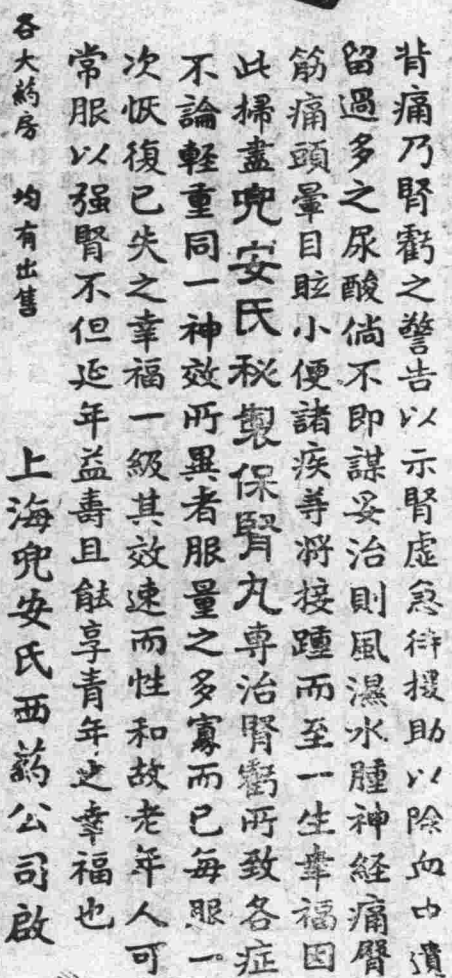 背痛乃腎虧之警告以示腎虛急待援助以除血中遺
留過多之尿酸倘不即謀妥治則風濕水腫神經痛腎
筋痛頭暈目眩小便諸疾等將接踵而至一生幸福因
此掃盡兜安氏秘製保腎丸專治腎虧所致各症
不論輕重同一神效所異者服量之多寡而已每服一
次恢復已失之幸福一級其效速而性和故老年人可
常服以强腎不但延年益壽且能享青年之幸福也
上海兜安氏西葯公司啟
各大葯房 均有出售